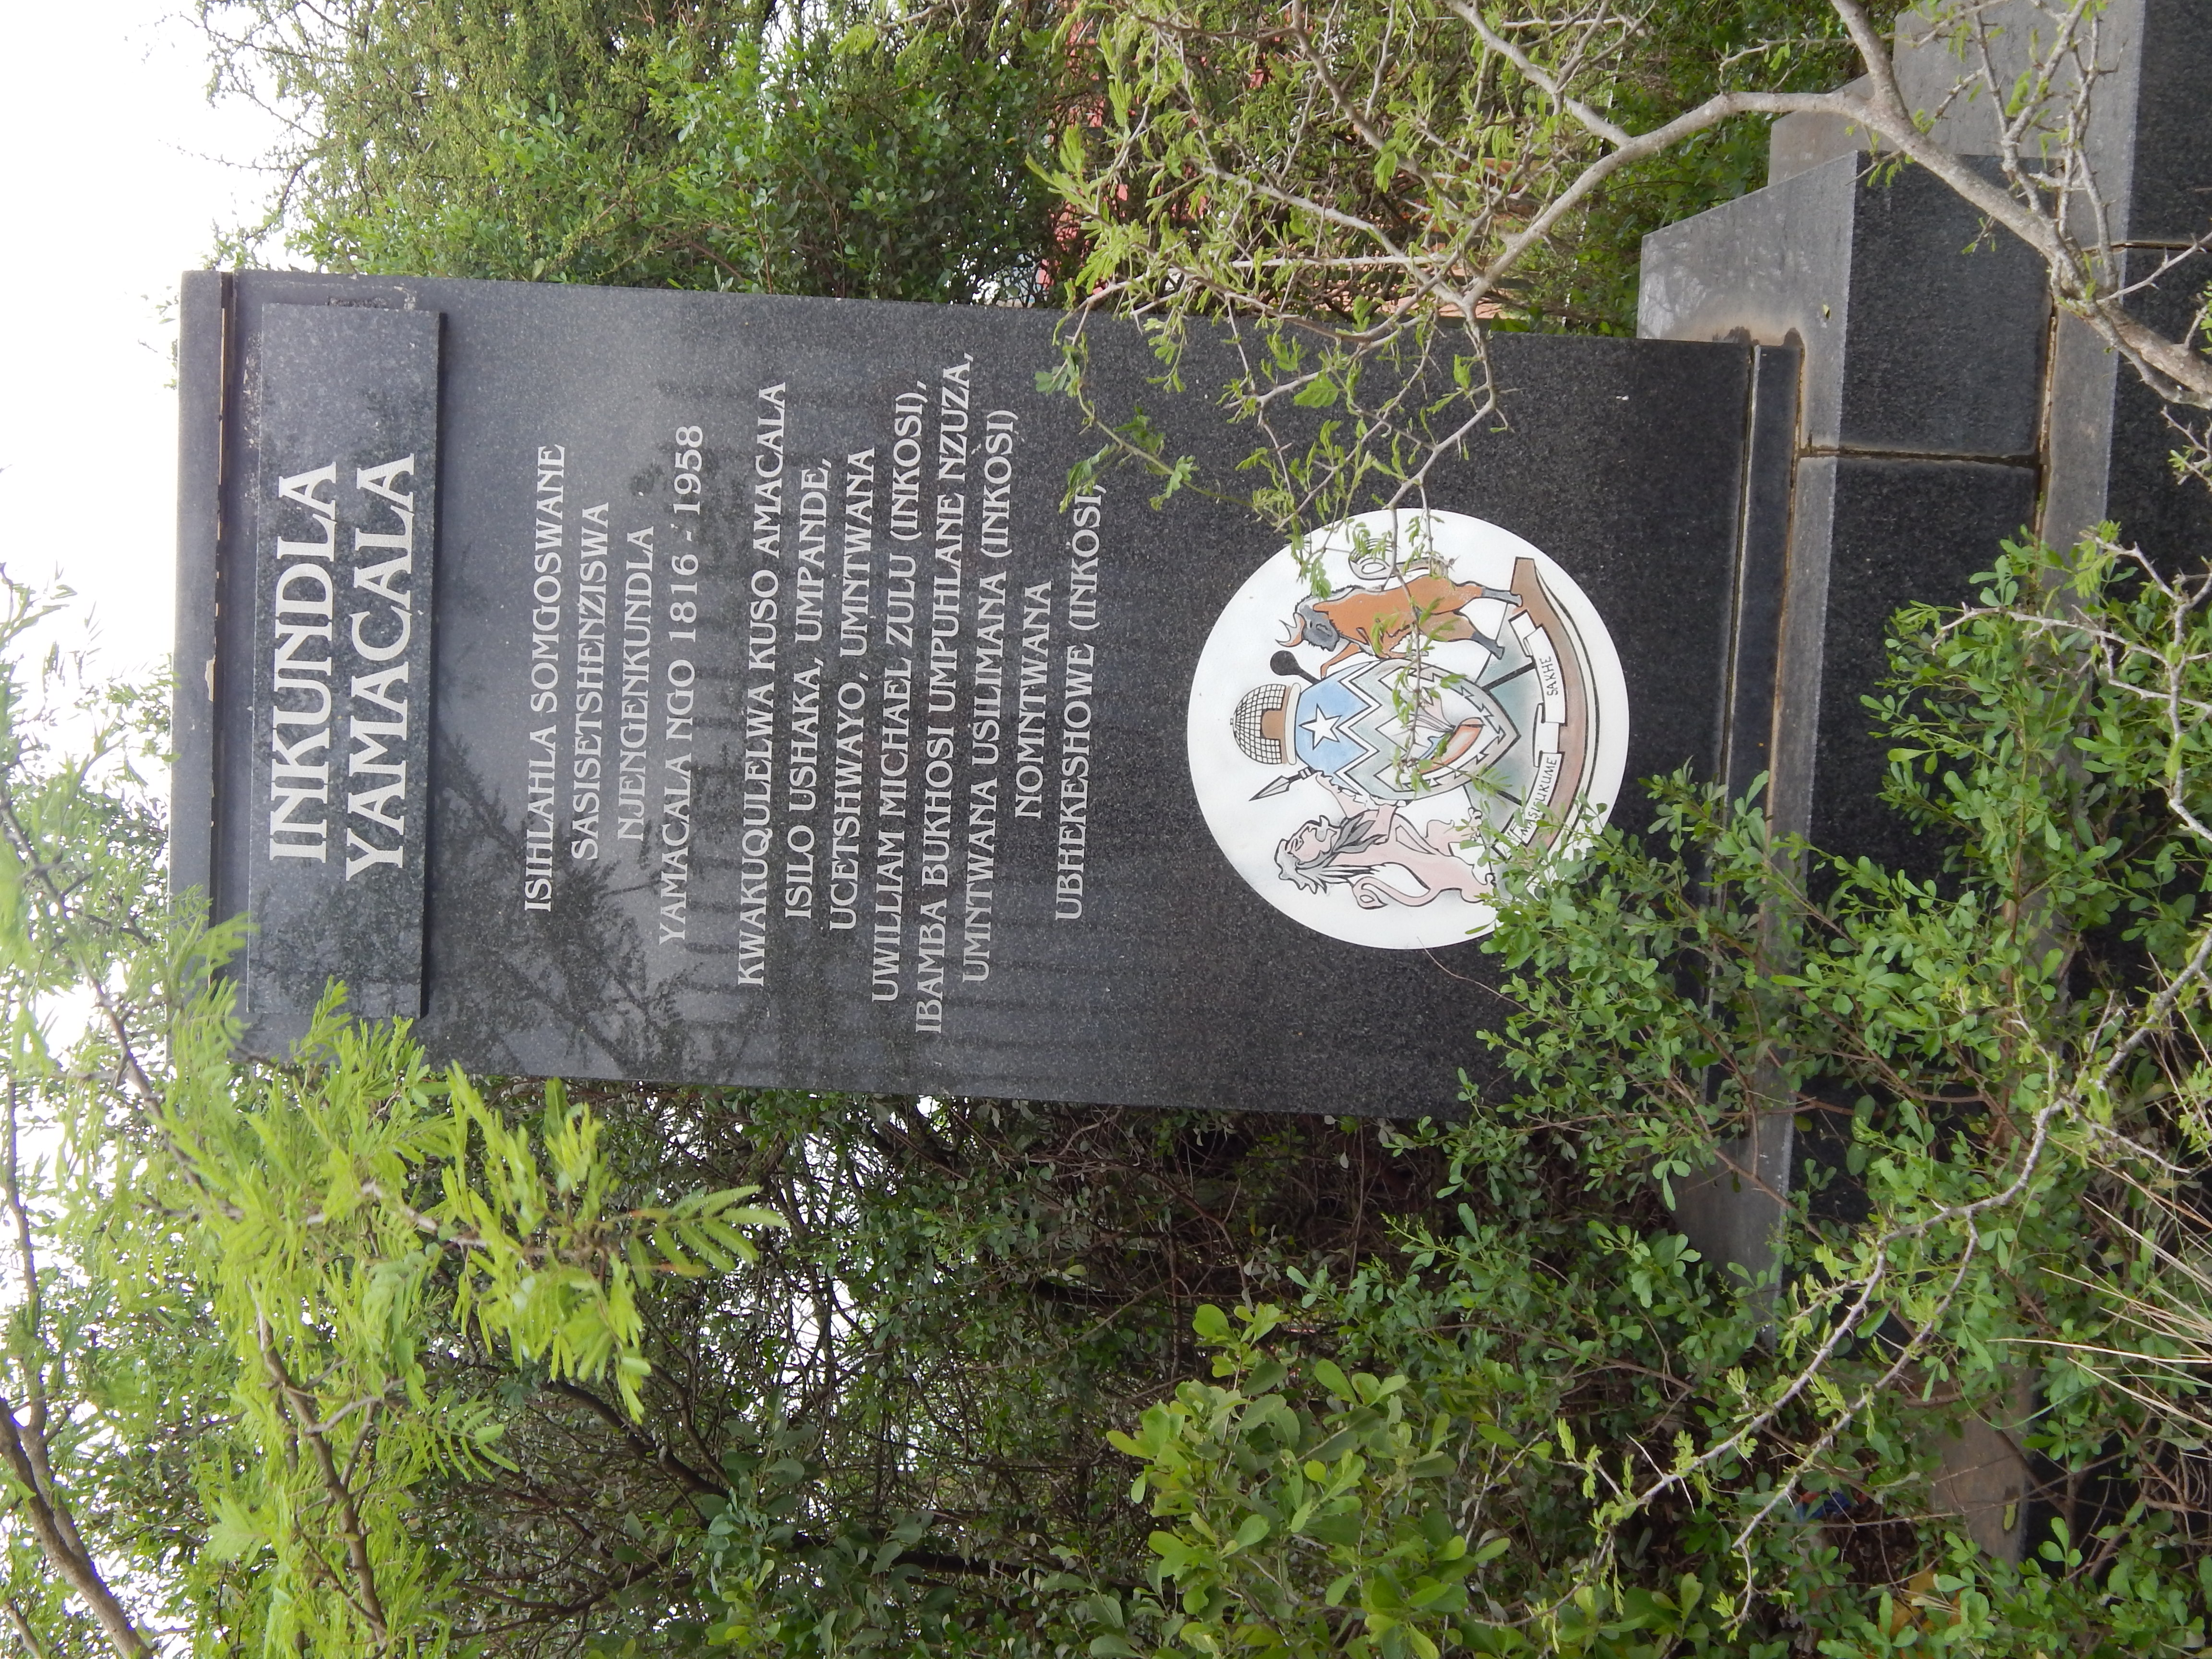 INKUNDLA
YAMACALA
ISIHLAHLA SOMGOSWANE
SASISETSHENZISWA
NJENGENKUNDLA
YAMACALA NGO 1816 - 1958
KWAKUQULELWA KUSO AMACALA
ISILO USHAKA, UMPANDE,
UCETSHWAYO, UMNTWANA
UWILLIAM MICHAEL ZULU (INKOSI),
IBAMBA BUKHOSI UMPUHLANE NZUZA,
UMNTWANA USILIMANA (INKOSI)
NOMNTWANA
UBHEKESHOWE (INKOSI,
MASISUKUME SAKHE